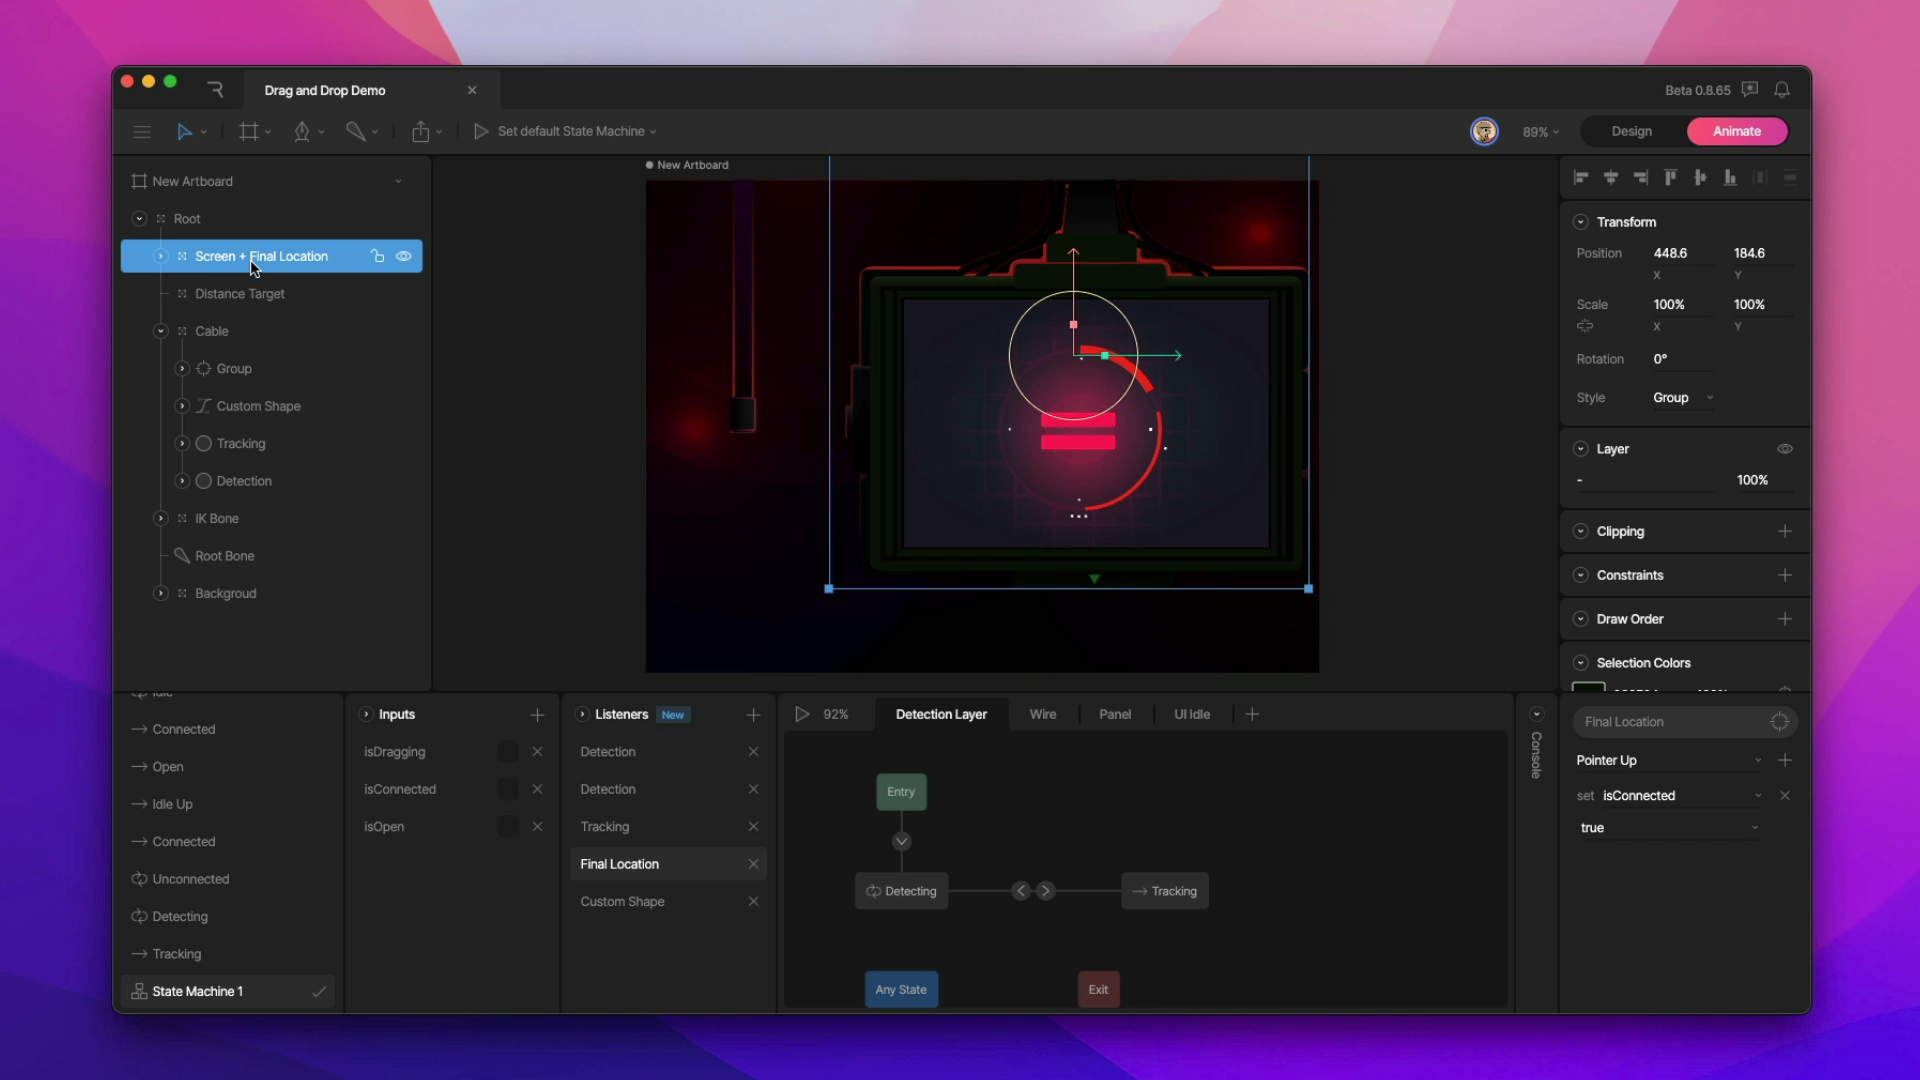 Drag and Drop Demo
Beta 0.8.65
Set default State Machine
89%
Design
Animate
New Artboard
Root
Screen + Final Location
Distance Target
Cable
Group
Custom Shape
Tracking
Detection
IK Bone
Root Bone
Backgroud
New Artboard
Transform
Position
448.6
184.6
X
Y
Scale
100%
100%
X
Y
Rotation
0°
Style
Group
Layer
-
100%
Clipping
Constraints
Draw Order
Selection Colors
Connected
Open
Idle Up
Connected
Unconnected
Detecting
Tracking
State Machine 1
Inputs
isDragging
isConnected
isOpen
Listeners New
Detection
Detection
Tracking
Final Location
Custom Shape
92%
Detection Layer
Wire
Panel
UI Idle
Entry
Detecting
Tracking
Any State
Exit
Console
Final Location
Pointer Up
set isConnected
true